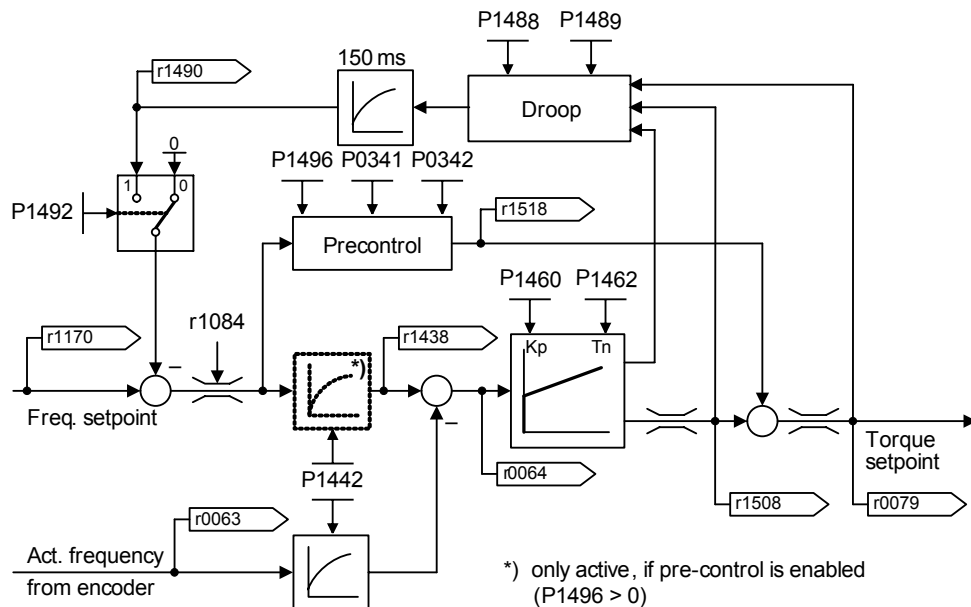 P1488
P1489
150 ms
r1490
Droop
0
P1496
P0341
P0342
1
0
P1492
r1518
Precontrol
P1460
P1462
r1170
r1084
r1438
Kp
Tn
*)
–
Freq. setpoint
–
Torque
setpoint
r0064
P1442
r0063
r1508
r0079
Act. frequency
from encoder
*) only active, if pre-control is enabled
(P1496 > 0)